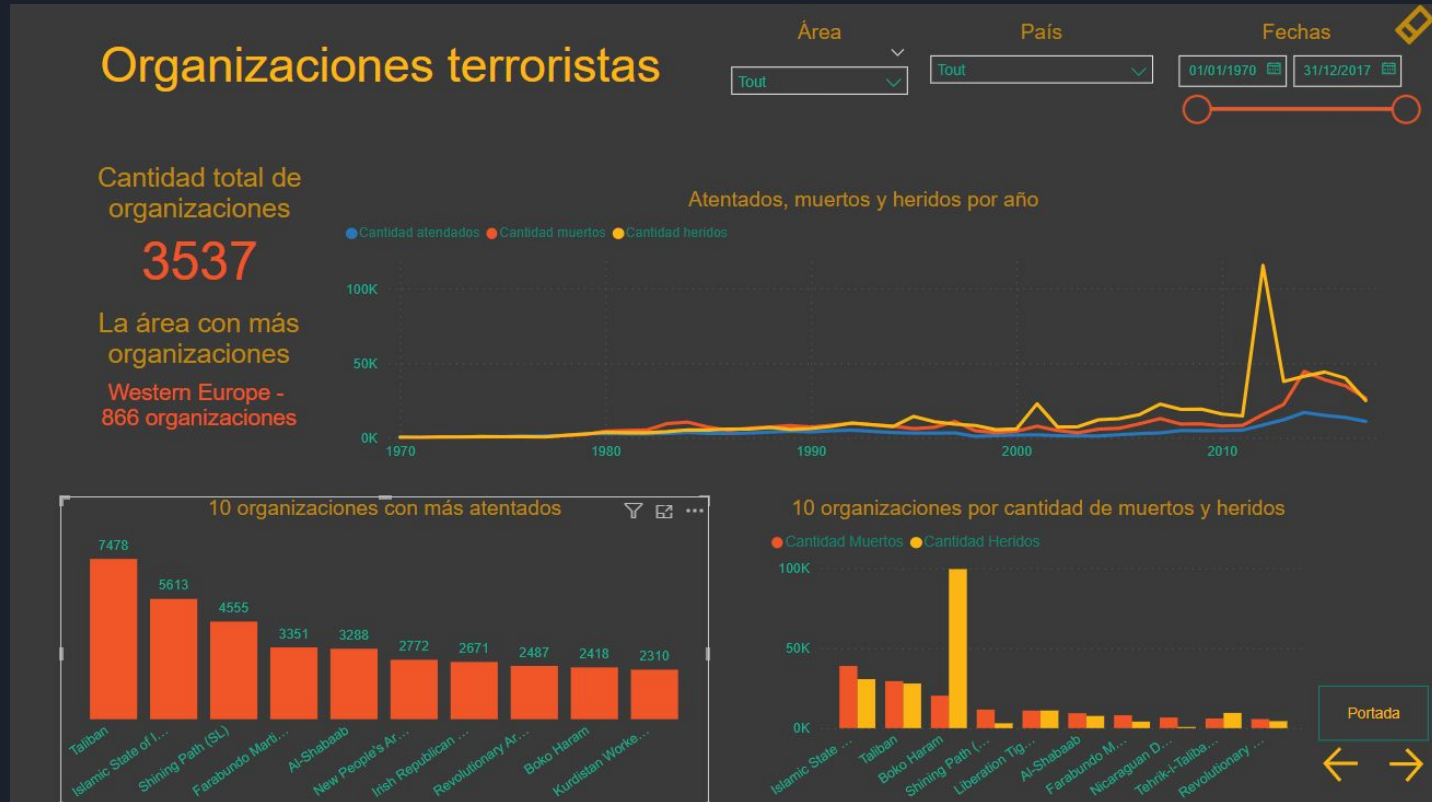 Organizaciones terroristas
Área
Tout
País
Tout
Fechas
01/01/1970
31/12/2017
Cantidad total de
organizaciones
3537
La área con más
organizaciones
Western Europe -
866 organizaciones
Atentados, muertos y heridos por año
Cantidad atendados Cantidad muertos Cantidad heridos
100K
50K
0K
1970 1980 1990 2000 2010
10 organizaciones con más atentados
7478
5613
4555
3351
3288
2772
2671
2487
2418
2310
Taliban
Islamic State of I...
Shining Path (SL)
Farabundo Marti...
Al-Shabaab
New People's Ar...
Irish Republican ...
Revolutionary Ar...
Boko Haram
Kurdistan Worke...
10 organizaciones por cantidad de muertos y heridos
Cantidad Muertos Cantidad Heridos
100K
50K
0K
Islamic State ...
Taliban
Boko Haram
Shining Path (...
Liberation Tig...
Al-Shabaab
Farabundo M...
Nicaraguan D...
Tehrik-i-Taliba...
Revolutionary ...
Portada